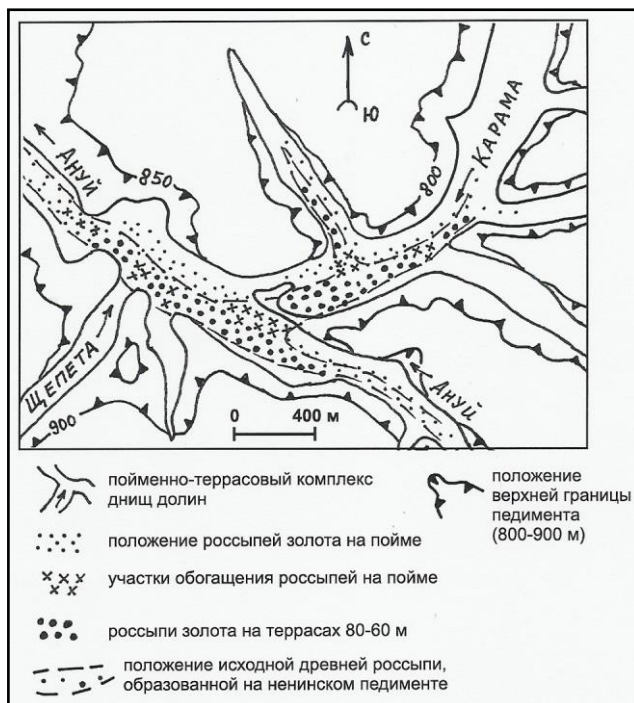 С
Ю
АНУЙ
850
КАРАМА
800
ЩЕПЕТА
900
АНУЙ
0 400 м
пойменно-террасовый комплекс
днищ долин
положение
верхней границы
педимента
(800-900 м)
положение россыпей золота на пойме
участки обогащения россыпей на пойме
россыпи золота на террасах 80-60 м
положение исходной древней россыпи,
образованной на ненинском педименте